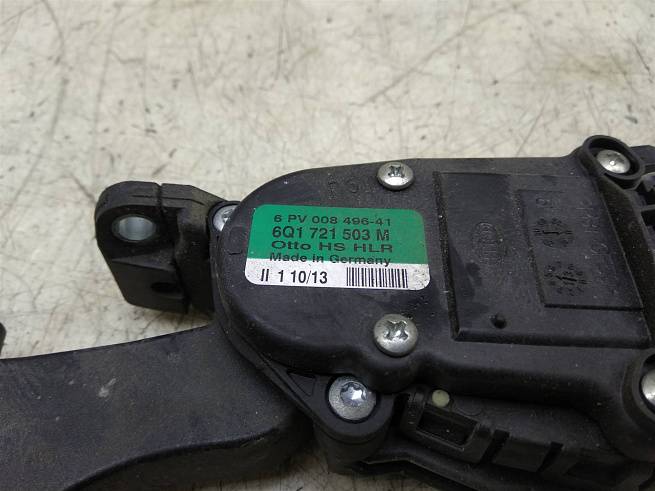 6 PV 008 496-41
6Q1 721 503 M
Otto HS HLR
Made in Germany
II 1 10/13